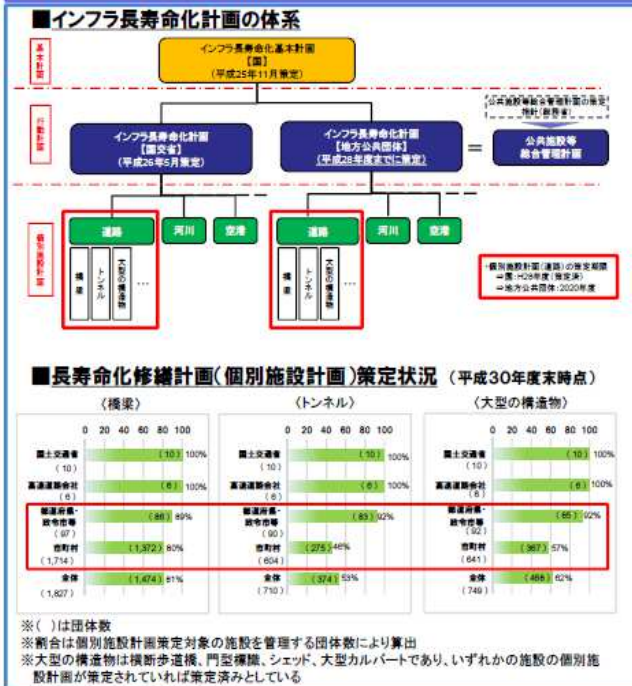 ■インフラ長寿命化計画の体系
基本計画
インフラ長寿命化基本計画
【国】
(平成25年11月策定)
行動計画
インフラ長寿命化計画
【国交省】
(平成26年5月策定)
インフラ長寿命化計画
【地方公共団体】
(平成28年度までに策定)
=
公共施設等総合管理計画の策定
指針(総務省)
公共施設等
総合管理計画
個別施設計画
道路
河川
空港
橋梁
トンネル
大型の構造物
…
道路
河川
空港
橋梁
トンネル
大型の構造物
…
・個別施設計画(道路)の策定期限
⇒国:H28年度(策定済)
⇒地方公共団体:2020年度
■長寿命化修繕計画(個別施設計画)策定状況 (平成30年度末時点)
〈橋梁〉
0 20 40 60 80 100
国土交通省
(10)
(10) 100%
高速道路会社
(6)
(6) 100%
都道府県・
政令市等
(97)
(86) 89%
市町村
(1,714)
(1,372) 80%
全体
(1,827)
(1,474) 81%
〈トンネル〉
0 20 40 60 80 100
国土交通省
(10)
(10) 100%
高速道路会社
(6)
(6) 100%
都道府県・
政令市等
(90)
(83) 92%
市町村
(604)
(275) 46%
全体
(710)
(374) 53%
〈大型の構造物〉
0 20 40 60 80 100
国土交通省
(10)
(10) 100%
高速道路会社
(6)
(6) 100%
都道府県・
政令市等
(92)
(85) 92%
市町村
(641)
(367) 57%
全体
(749)
(468) 62%
※( )は団体数
※割合は個別施設計画策定対象の施設を管理する団体数により算出
※大型の構造物は横断歩道橋、門型標識、シェッド、大型カルバートであり、いずれかの施設の個別施
設計画が策定されていれば策定済みとしている